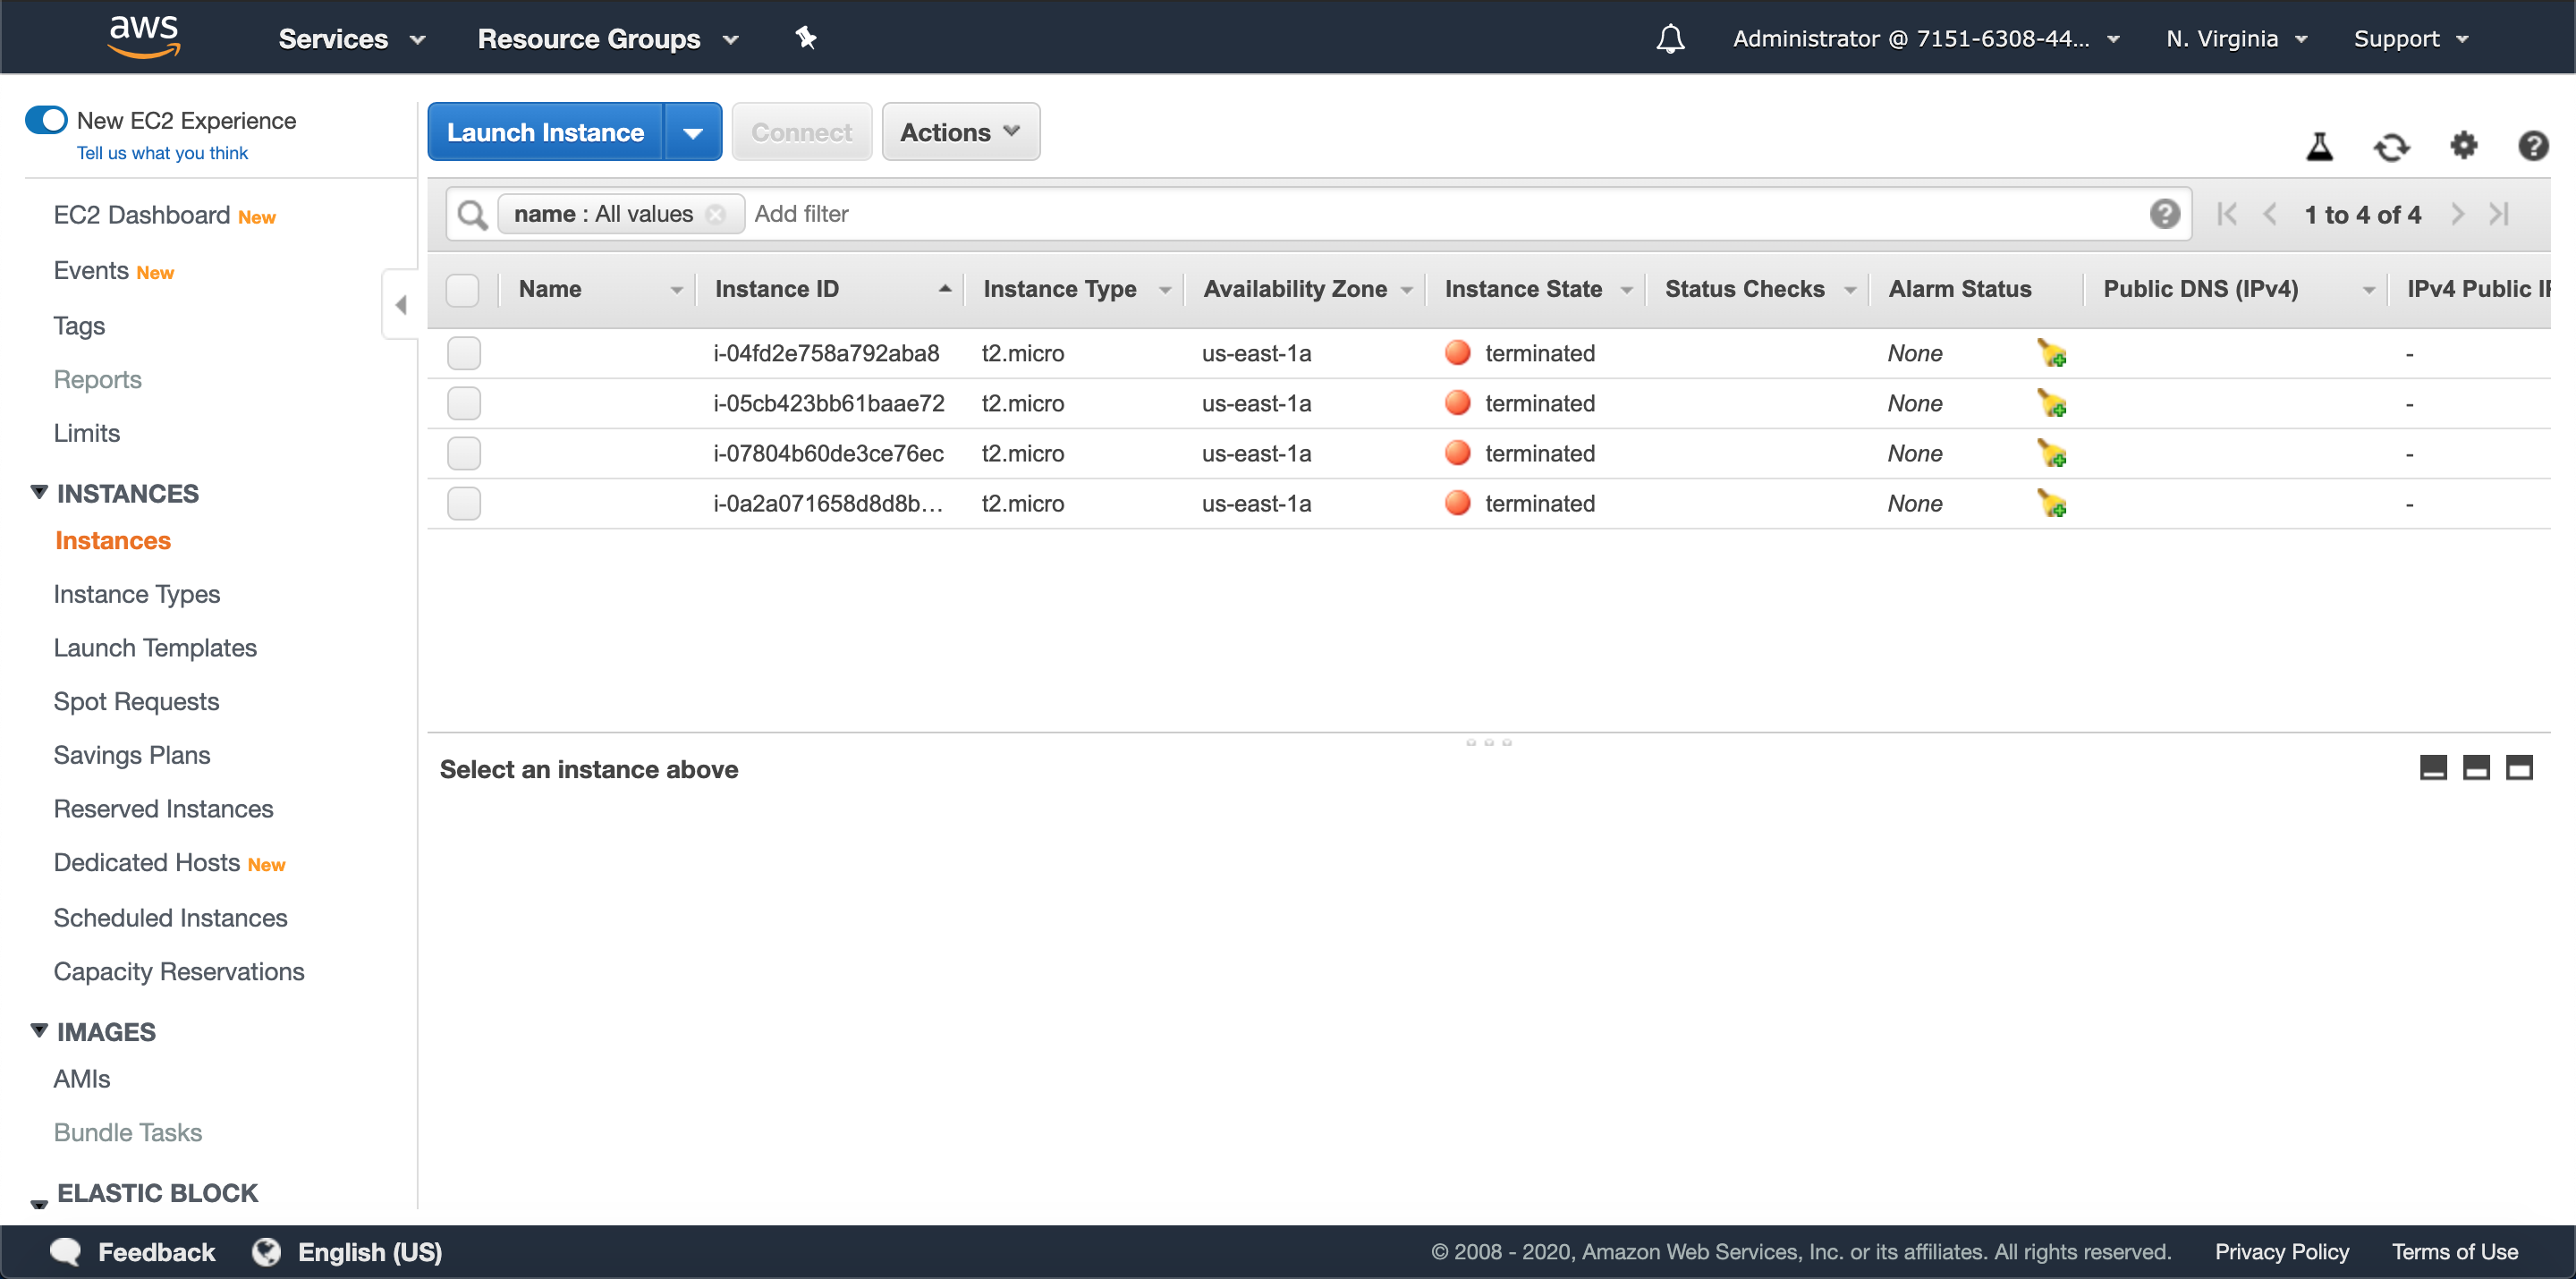 aws Services Resource Groups Administrator @ 7151-6308-44... N. Virginia Support
New EC2 Experience
Tell us what you think
EC2 Dashboard New
Events New
Tags
Reports
Limits
INSTANCES
Instances
Instance Types
Launch Templates
Spot Requests
Savings Plans
Reserved Instances
Dedicated Hosts New
Scheduled Instances
Capacity Reservations
IMAGES
AMIs
Bundle Tasks
ELASTIC BLOCK
Launch Instance Connect Actions
name : All values Add filter 1 to 4 of 4
Name Instance ID Instance Type Availability Zone Instance State Status Checks Alarm Status Public DNS (IPv4) IPv4 Public IP
i-04fd2e758a792aba8 t2.micro us-east-1a terminated None -
i-05cb423bb61baae72 t2.micro us-east-1a terminated None -
i-07804b60de3ce76ec t2.micro us-east-1a terminated None -
i-0a2a071658d8d8b... t2.micro us-east-1a terminated None -
Select an instance above
Feedback English (US) © 2008 - 2020, Amazon Web Services, Inc. or its affiliates. All rights reserved. Privacy Policy Terms of Use